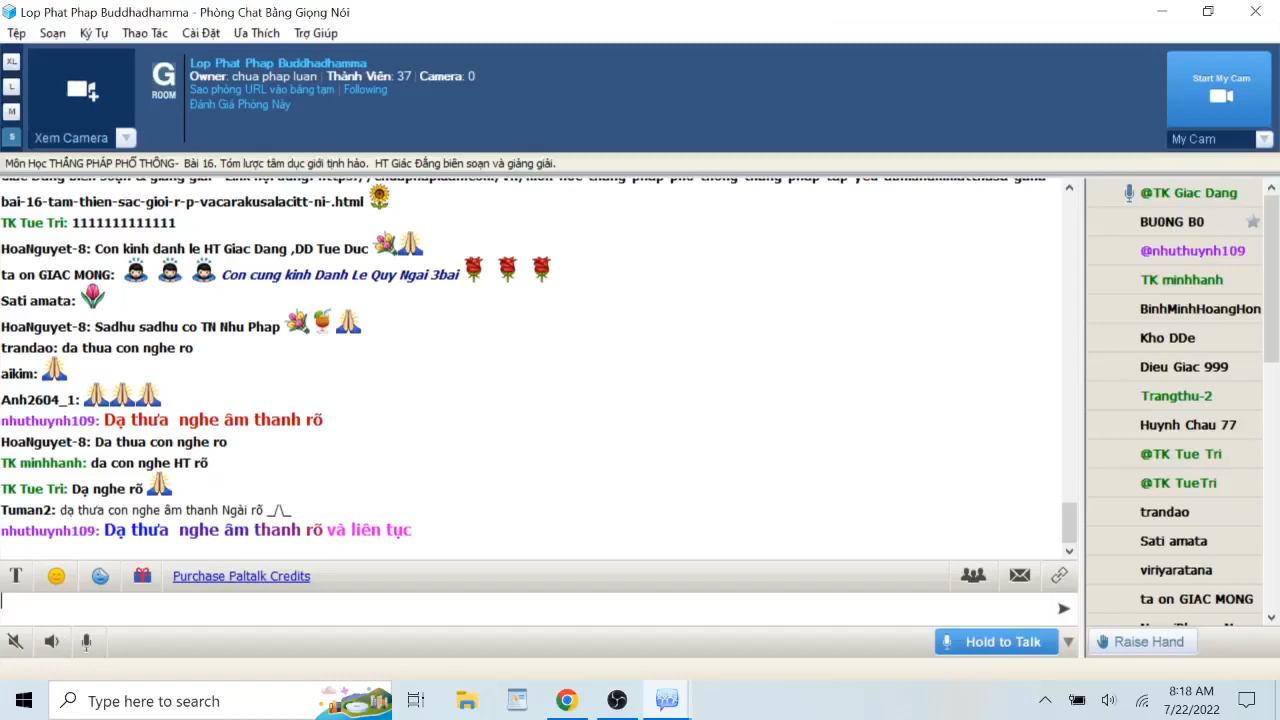 Lop Phat Phap Buddhadhamma - Phòng Chat Bằng Giọng Nói
Tệp Soạn Ký Tự Thao Tác Cài Đặt Ưa Thích Trợ Giúp
XL
L
M
S
Xem Camera
G
ROOM
Lop Phat Phap Buddhadhamma
Owner: chua phap luan | Thành Viên: 37 | Camera: 0
Sao phòng URL vào bảng tạm | Following
Đánh Giá Phòng Này
Start My Cam
My Cam
Môn Học THẮNG PHÁP PHỔ THÔNG- Bài 16. Tóm lược tâm dục giới tịnh hảo. HT Giác Đẳng biên soạn và giảng giải.
bai-16-tam-thien-sac-gioi-r-p-vacarakusalacitt-ni-.html
TK Tue Tri: 1111111111111
HoaNguyet-8: Con kinh danh le HT Giac Dang ,DD Tue Duc
ta on GIAC MONG: Con cung kinh Danh Le Quy Ngai 3bai
Sati amata:
HoaNguyet-8: Sadhu sadhu co TN Nhu Phap
trandao: da thua con nghe ro
aikim:
Anh2604_1:
nhuthuynh109: Dạ thưa nghe âm thanh rõ
HoaNguyet-8: Da thua con nghe ro
TK minhhanh: da con nghe HT rõ
TK Tue Tri: Dạ nghe rõ
Tuman2: dạ thưa con nghe âm thanh Ngài rõ _/\_
nhuthuynh109: Dạ thưa nghe âm thanh rõ và liên tục
@TK Giac Dang
BU0NG B0
@nhuthuynh109
TK minhhanh
BinhMinhHoangHon
Kho DDe
Dieu Giac 999
Trangthu-2
Huynh Chau 77
@TK Tue Tri
@TK TueTri
trandao
Sati amata
viriyaratana
ta on GIAC MONG
T Purchase Paltalk Credits
Hold to Talk
Raise Hand
Type here to search
8:18 AM
7/22/2022